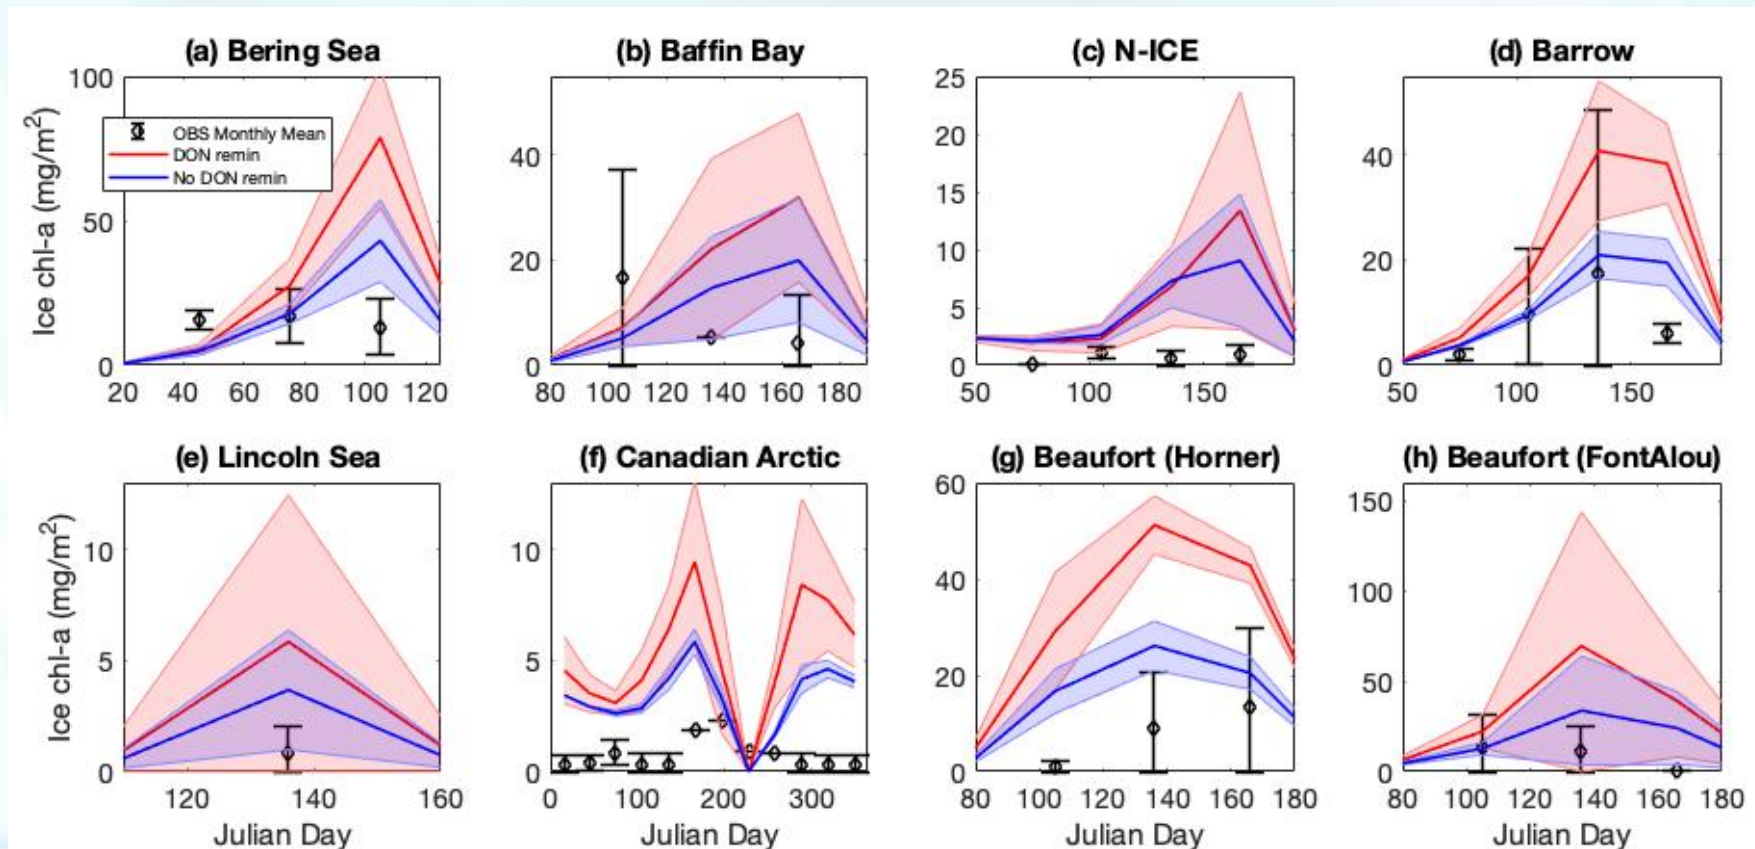 (a) Bering Sea
(b) Baffin Bay
(c) N-ICE
(d) Barrow
Ice chl-a (mg/m²)
100
50
0
OBS Monthly Mean
DON remin
No DON remin
20 40 60 80 100 120
40
20
0
80 100 120 140 160 180
25
20
15
10
5
0
50 100 150
40
20
0
50 100 150
(e) Lincoln Sea
(f) Canadian Arctic
(g) Beaufort (Horner)
(h) Beaufort (FontAlou)
Ice chl-a (mg/m²)
10
5
0
120 140 160
Julian Day
10
5
0
0 100 200 300
Julian Day
60
40
20
0
80 100 120 140 160 180
Julian Day
150
100
50
0
80 100 120 140 160 180
Julian Day